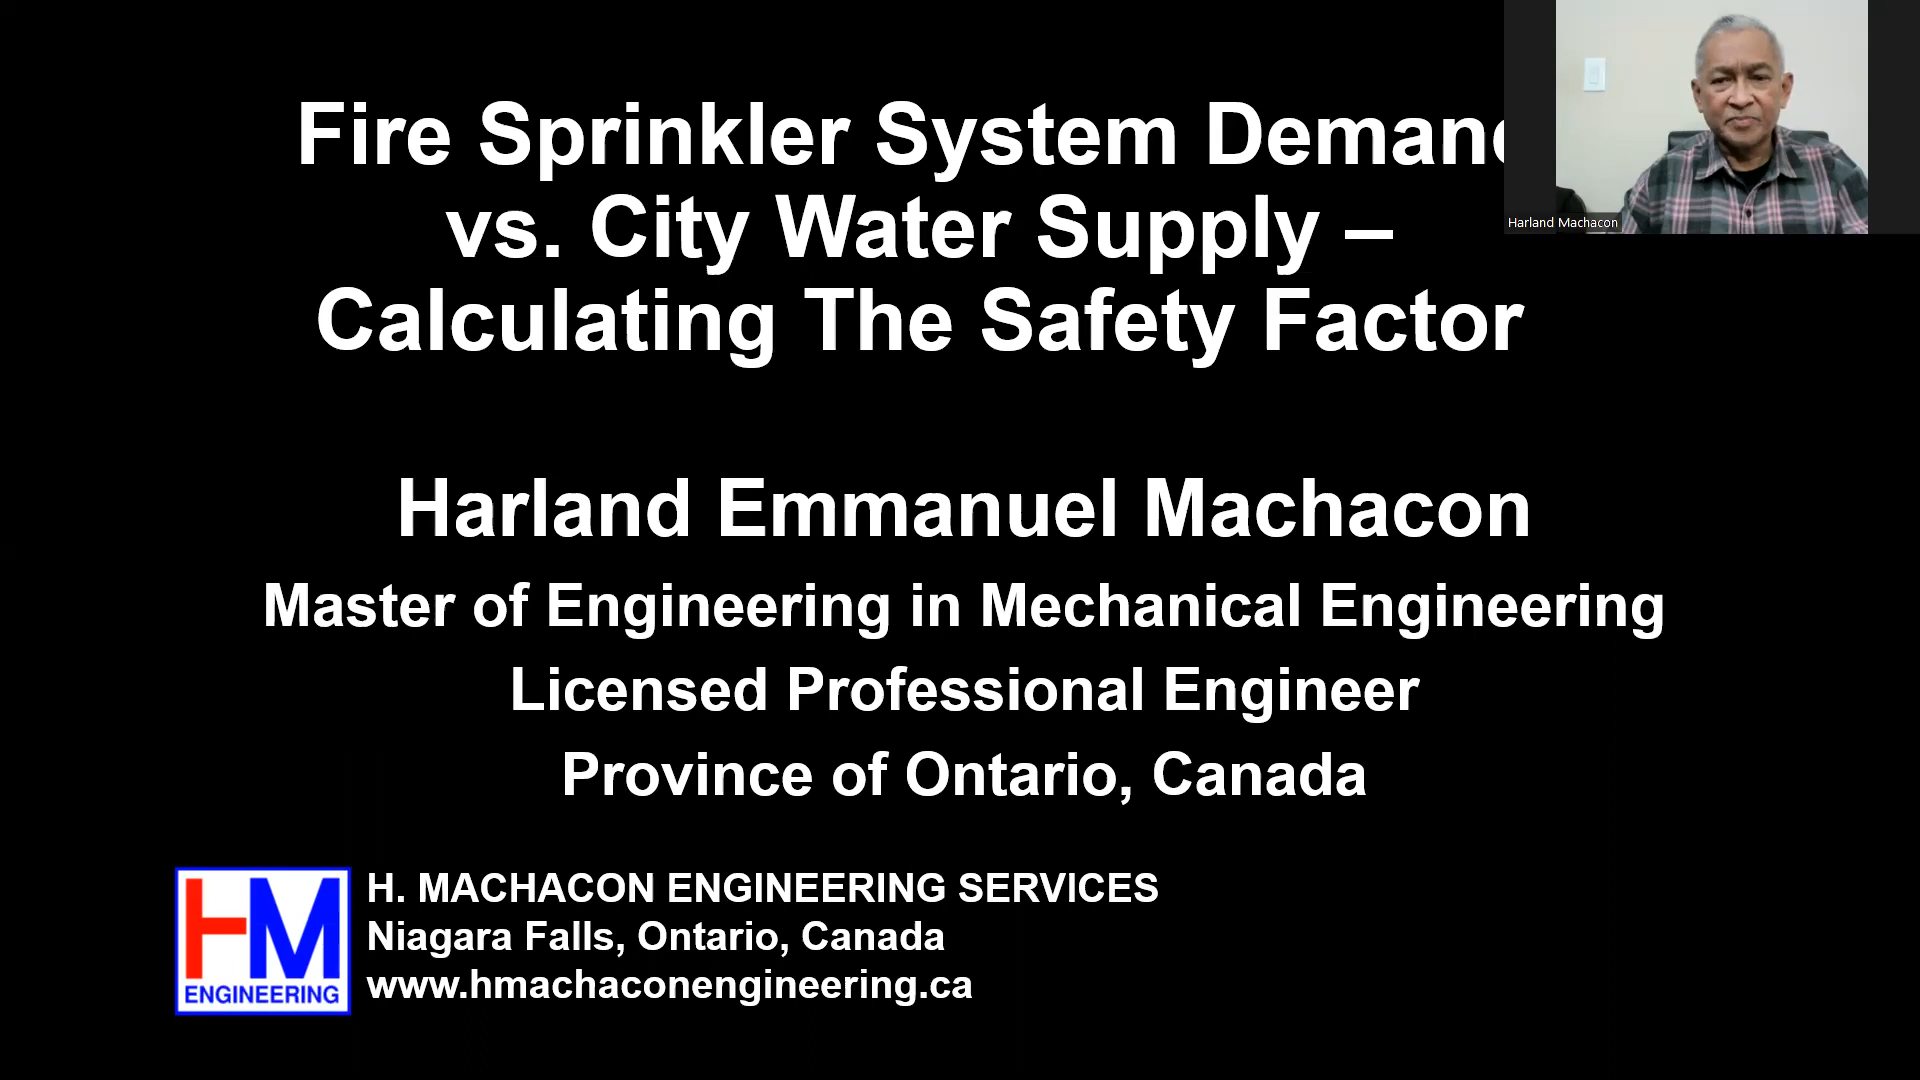 Fire Sprinkler System Deman
vs. City Water Supply –
Calculating The Safety Factor
Harland Machacon
Harland Emmanuel Machacon
Master of Engineering in Mechanical Engineering
Licensed Professional Engineer
Province of Ontario, Canada
HM
ENGINEERING
H. MACHACON ENGINEERING SERVICES
Niagara Falls, Ontario, Canada
www.hmachaconengineering.ca